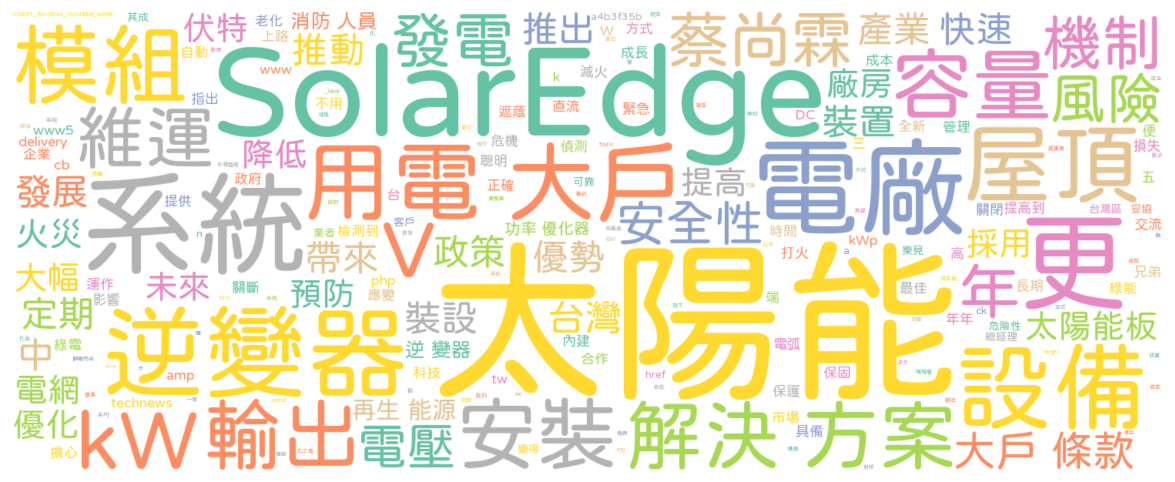 INSERT_RANDOM_NUMBER_HERE
其成
伏特
老化
消防 人員
發電
推出
a4b3f35b
蔡尚霖
產業
快速
機制
模組
自動
上路
推動
SolarEdge
W
方式
成長
k
滅火
成本
廠房
容量
風險
www
指出
不用
遮蔭
直流
緊急
DC
裝置
全新
管理
便
損失
www5
delivery
企業
cb
維運
降低
用電 大戶
危機
偵測
聰明
提高
電廠
三
屋頂
五
發展
政府
系統
提供
正確
可靠
台
安全性
關閉
提高到
台灣區
妥協
交流
火災
n
客戶
業者
檢測到
V
功率 優化器
時間
kWp
a
樂見
採用
更
高
大幅
運作
影響
未來
關斷
預防
帶來
php
應變
政策
優勢
打火
端
最佳
年
長期
兄弟
綠能
定期
逆變器
裝設
太陽能
台灣
逆 變器
內建
年年
ck
危險性
總經理
太陽能板
中
綠電
電網
amp
科技
tw
合作
href
電弧
保固
保護
設備
優化
technews
kW
輸出
再生 能源
電壓
安裝
變得
解決 方案
市場
具備
擔心
大戶 條款